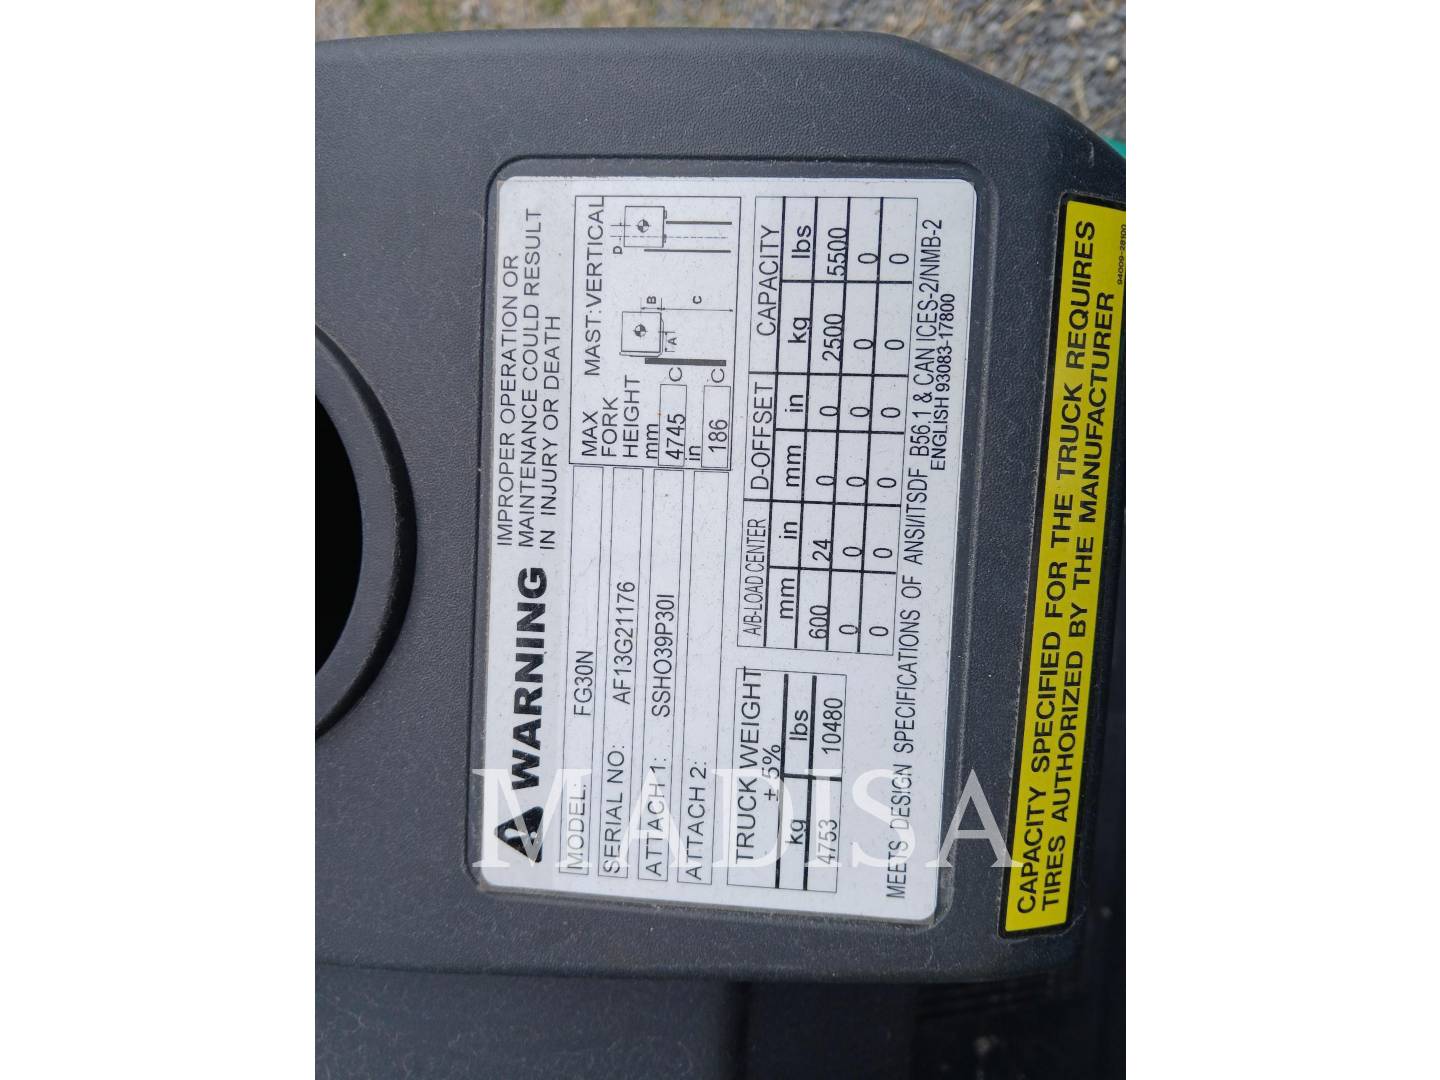 WARNING
IMPROPER OPERATION OR
MAINTENANCE COULD RESULT
IN INJURY OR DEATH
MODEL: FG30N
SERIAL NO: AF13G21176
ATTACH 1: SSHO39P30I
ATTACH 2:
MAX MAST:VERTICAL
FORK
HEIGHT
mm
4745 C
in
186 C
A B C D
TRUCK WEIGHT
± 5%
kg lbs
4753 10480
A/B-LOAD CENTER D-OFFSET CAPACITY
mm in mm in kg lbs
600 24 0 0 2500 5500
0 0 0 0 0 0
0 0 0 0 0 0
MEETS DESIGN SPECIFICATIONS OF ANSI/ITSDF B56.1 & CAN ICES-2/NMB-2
ENGLISH 93083-17800
CAPACITY SPECIFIED FOR THE TRUCK REQUIRES
TIRES AUTHORIZED BY THE MANUFACTURER
94009-28100
MADISA